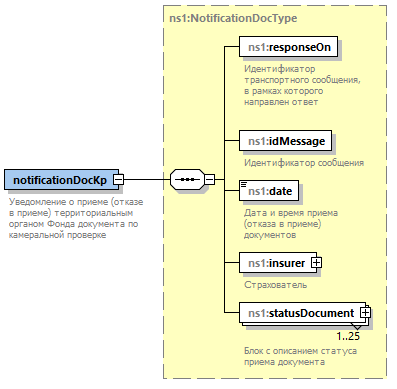 ns1:NotificationDocType
ns1:responseOn
Идентификатор
транспортного сообщения,
в рамках которого
направлен ответ
ns1:idMessage
Идентификатор сообщения
notificationDocKp
Уведомление о приеме (отказе
в приеме) территориальным
органом Фонда документа по
камеральной проверке
ns1:date
Дата и время приема
(отказа в приеме)
документов
ns1:insurer
Страхователь
ns1:statusDocument
1..25
Блок с описанием статуса
приема документа